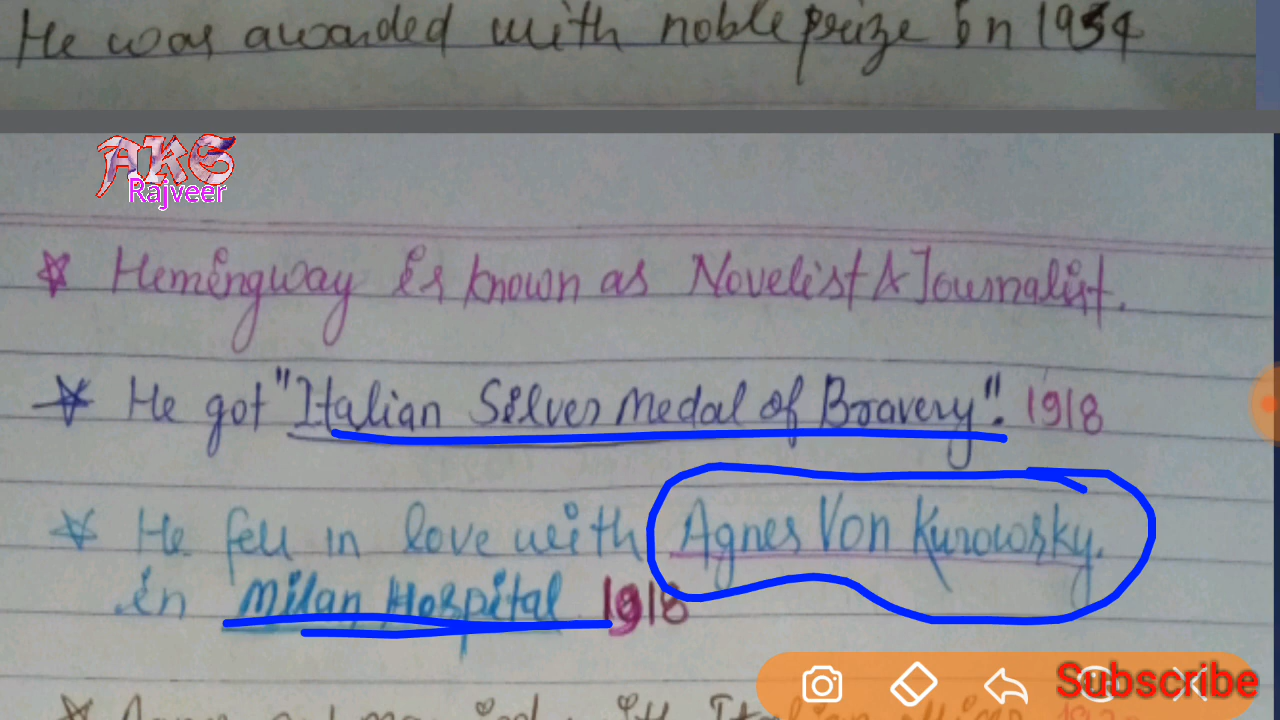 He was awarded with noble prize in 1954
AKS
Rajveer
Hemingway is known as Novelist & Journalist.
He got "Italian Silver Medal of Bravery". 1918
He fell in love with Agnes Von Kurowsky.
in Milan Hospital 1918
Subscribe